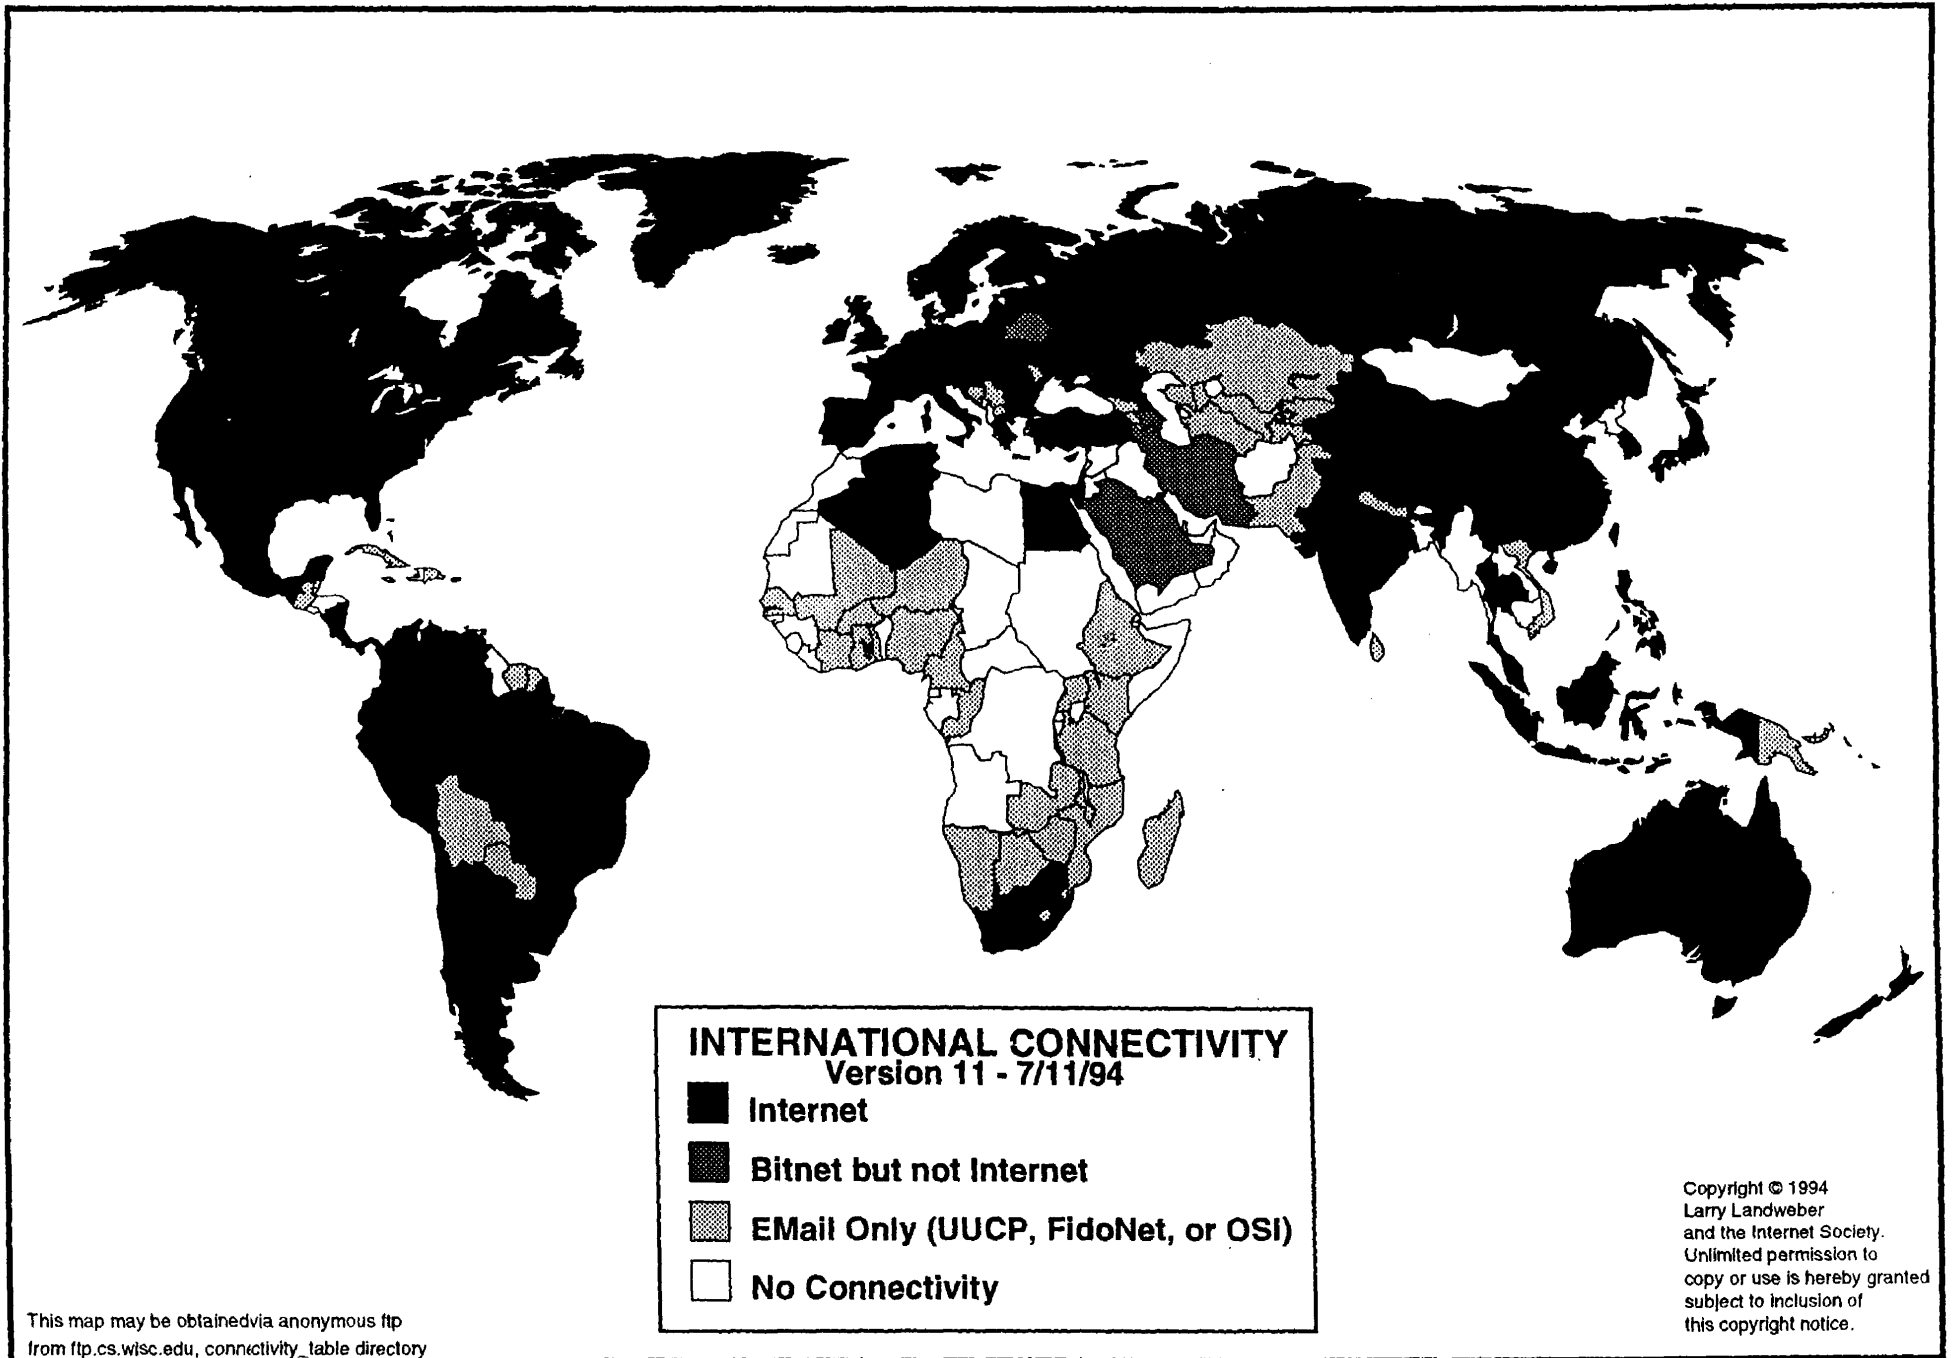 INTERNATIONAL CONNECTIVITY
Version 11 - 7/11/94
Internet
Bitnet but not Internet
EMail Only (UUCP, FidoNet, or OSI)
No Connectivity
Copyright © 1994
Larry Landweber
and the Internet Society.
Unlimited permission to
copy or use is hereby granted
subject to inclusion of
this copyright notice.
This map may be obtainedvia anonymous ftp
from ftp.cs.wisc.edu, connectivity_table directory